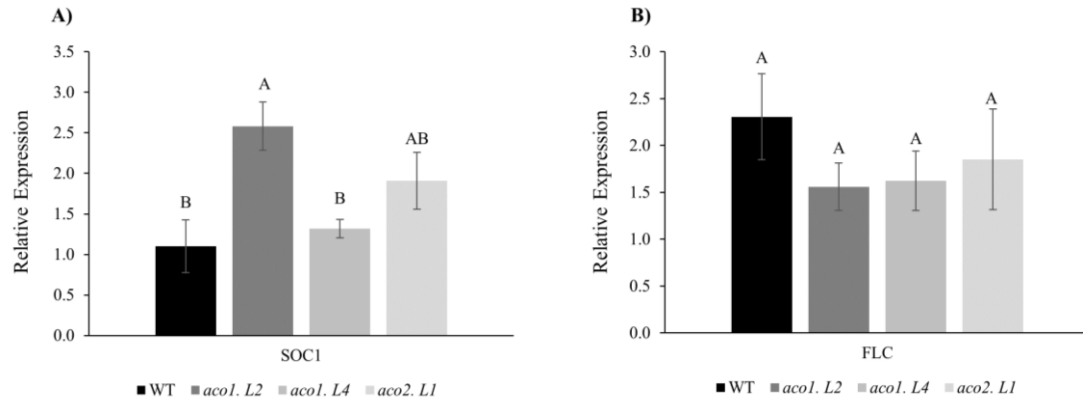 A)
Relative Expression
3.5
3.0
2.5
2.0
1.5
1.0
0.5
0.0
B
A
B
AB
SOC1
WT aco1. L2 aco1. L4 aco2. L1
B)
Relative Expression
3.0
2.5
2.0
1.5
1.0
0.5
0.0
A
A
A
A
FLC
WT aco1. L2 aco1. L4 aco2. L1